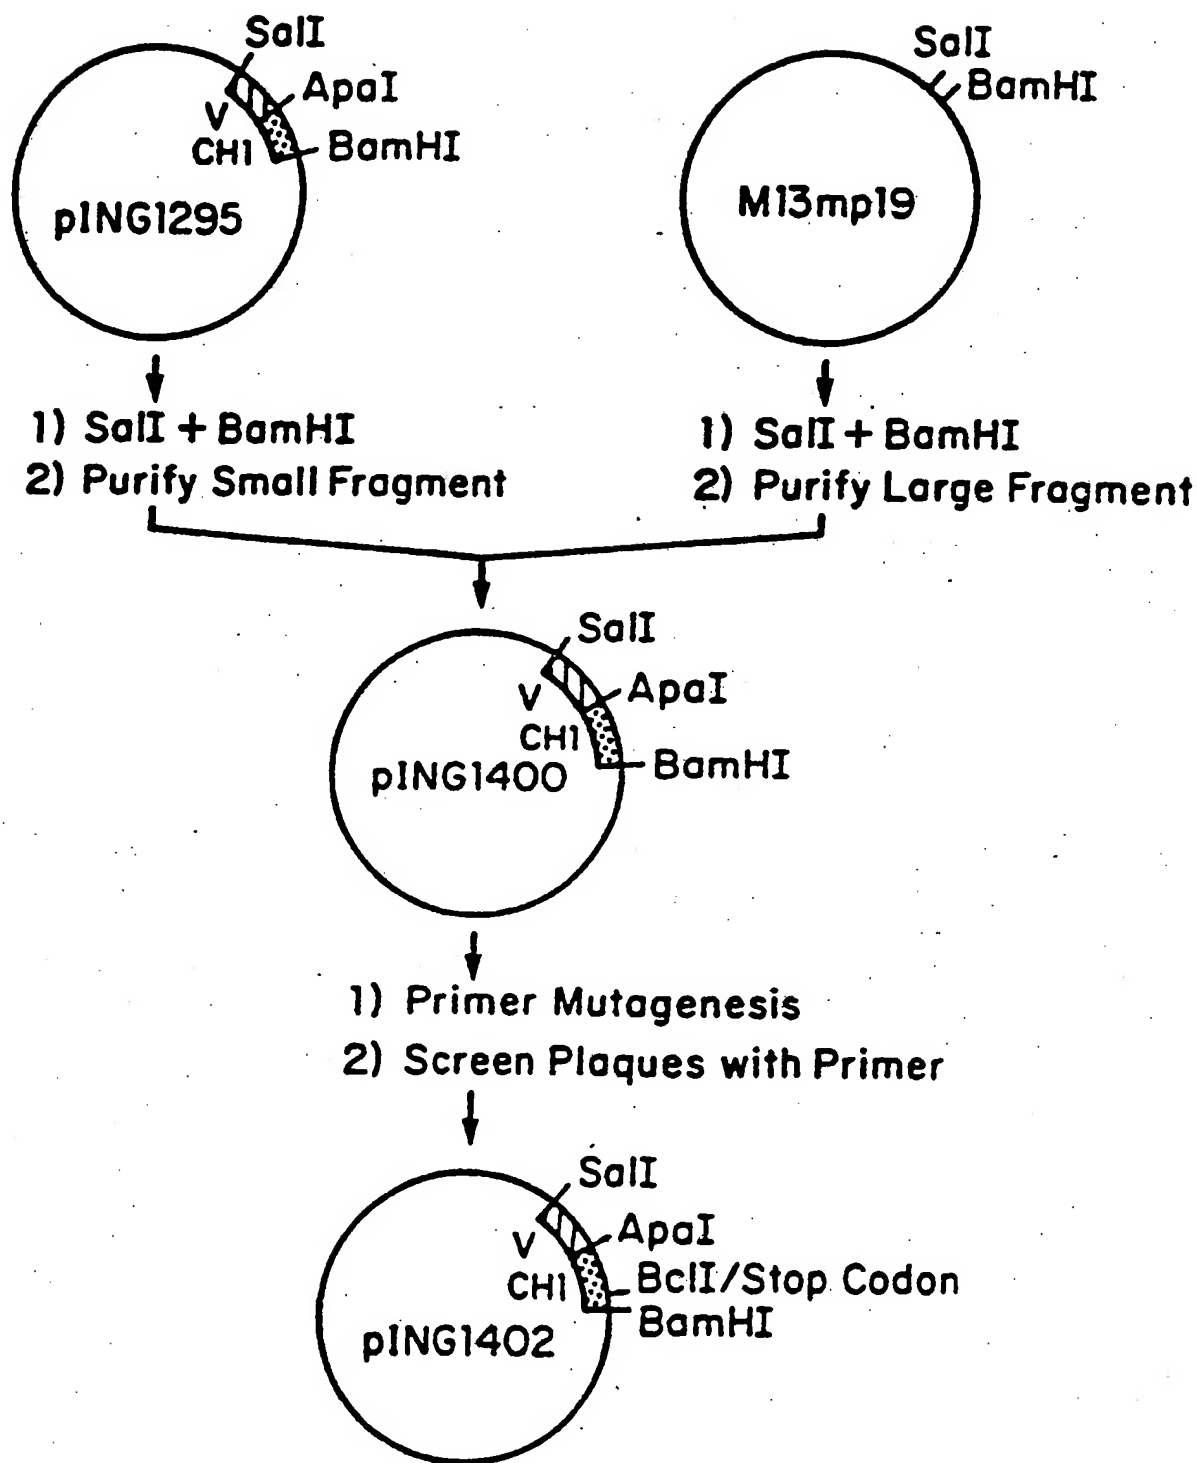 SalI
ApaI
V
CH1
BamHI
pING1295
SalI
BamHI
M13mp19
1) SalI + BamHI
2) Purify Small Fragment
1) SalI + BamHI
2) Purify Large Fragment
SalI
ApaI
V
CH1
BamHI
pING1400
1) Primer Mutagenesis
2) Screen Plaques with Primer
SalI
ApaI
V
CH1
BclI/Stop Codon
BamHI
pING1402